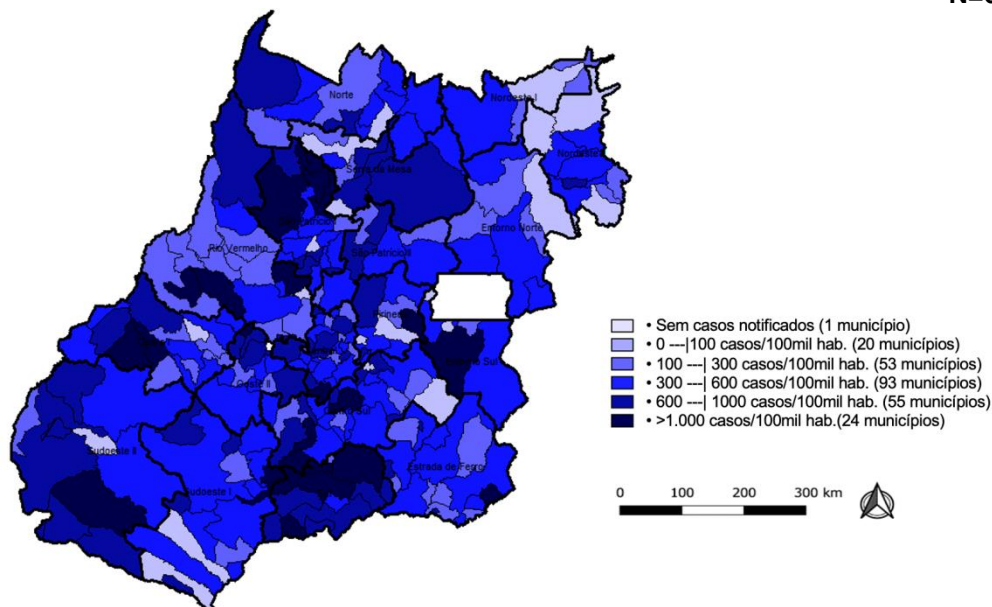 Norte
Nordeste I
Serra da Mesa
Entorno Norte
Rio Vermelho
São Patrício II
Oeste II
Estrada de Ferro
Sudoeste II
Sudoeste I
• Sem casos notificados (1 município)
• 0 ---|100 casos/100mil hab. (20 municípios)
• 100 ---| 300 casos/100mil hab. (53 municípios)
• 300 ---| 600 casos/100mil hab. (93 municípios)
• 600 ---| 1000 casos/100mil hab. (55 municípios)
• >1.000 casos/100mil hab.(24 municípios)
0 100 200 300 km